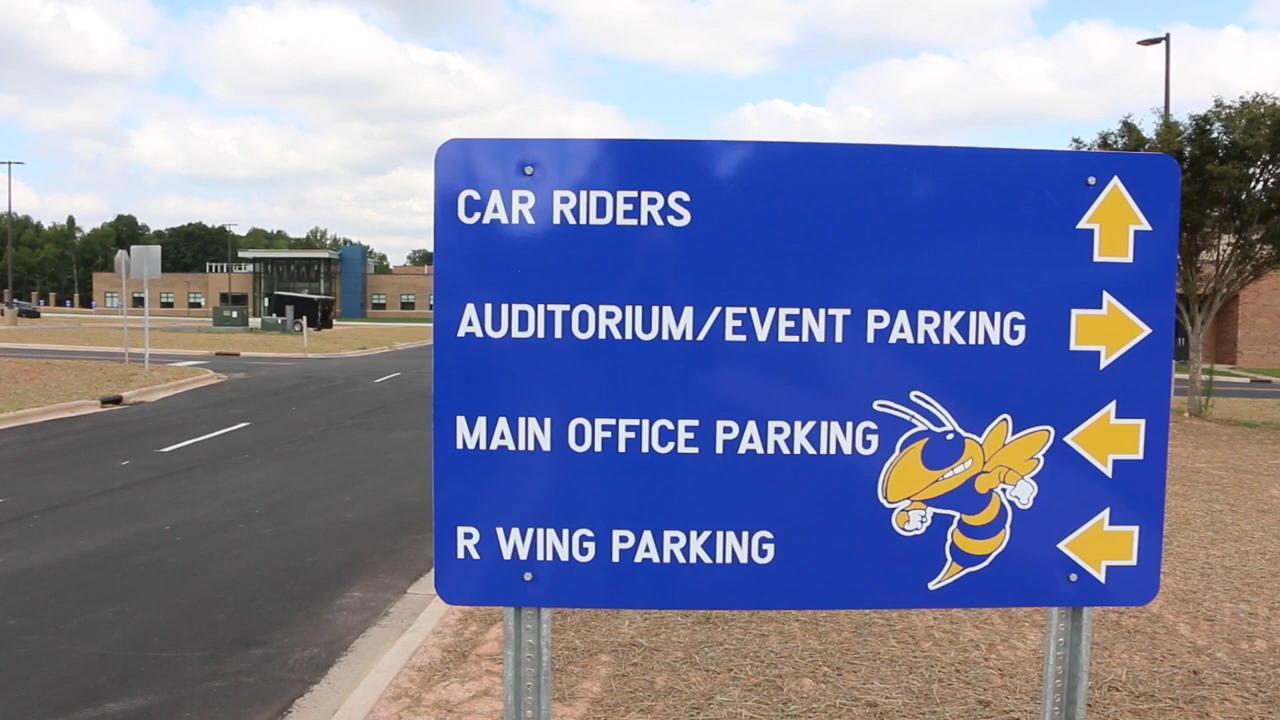 CAR RIDERS
AUDITORIUM/EVENT PARKING
MAIN OFFICE PARKING
R WING PARKING